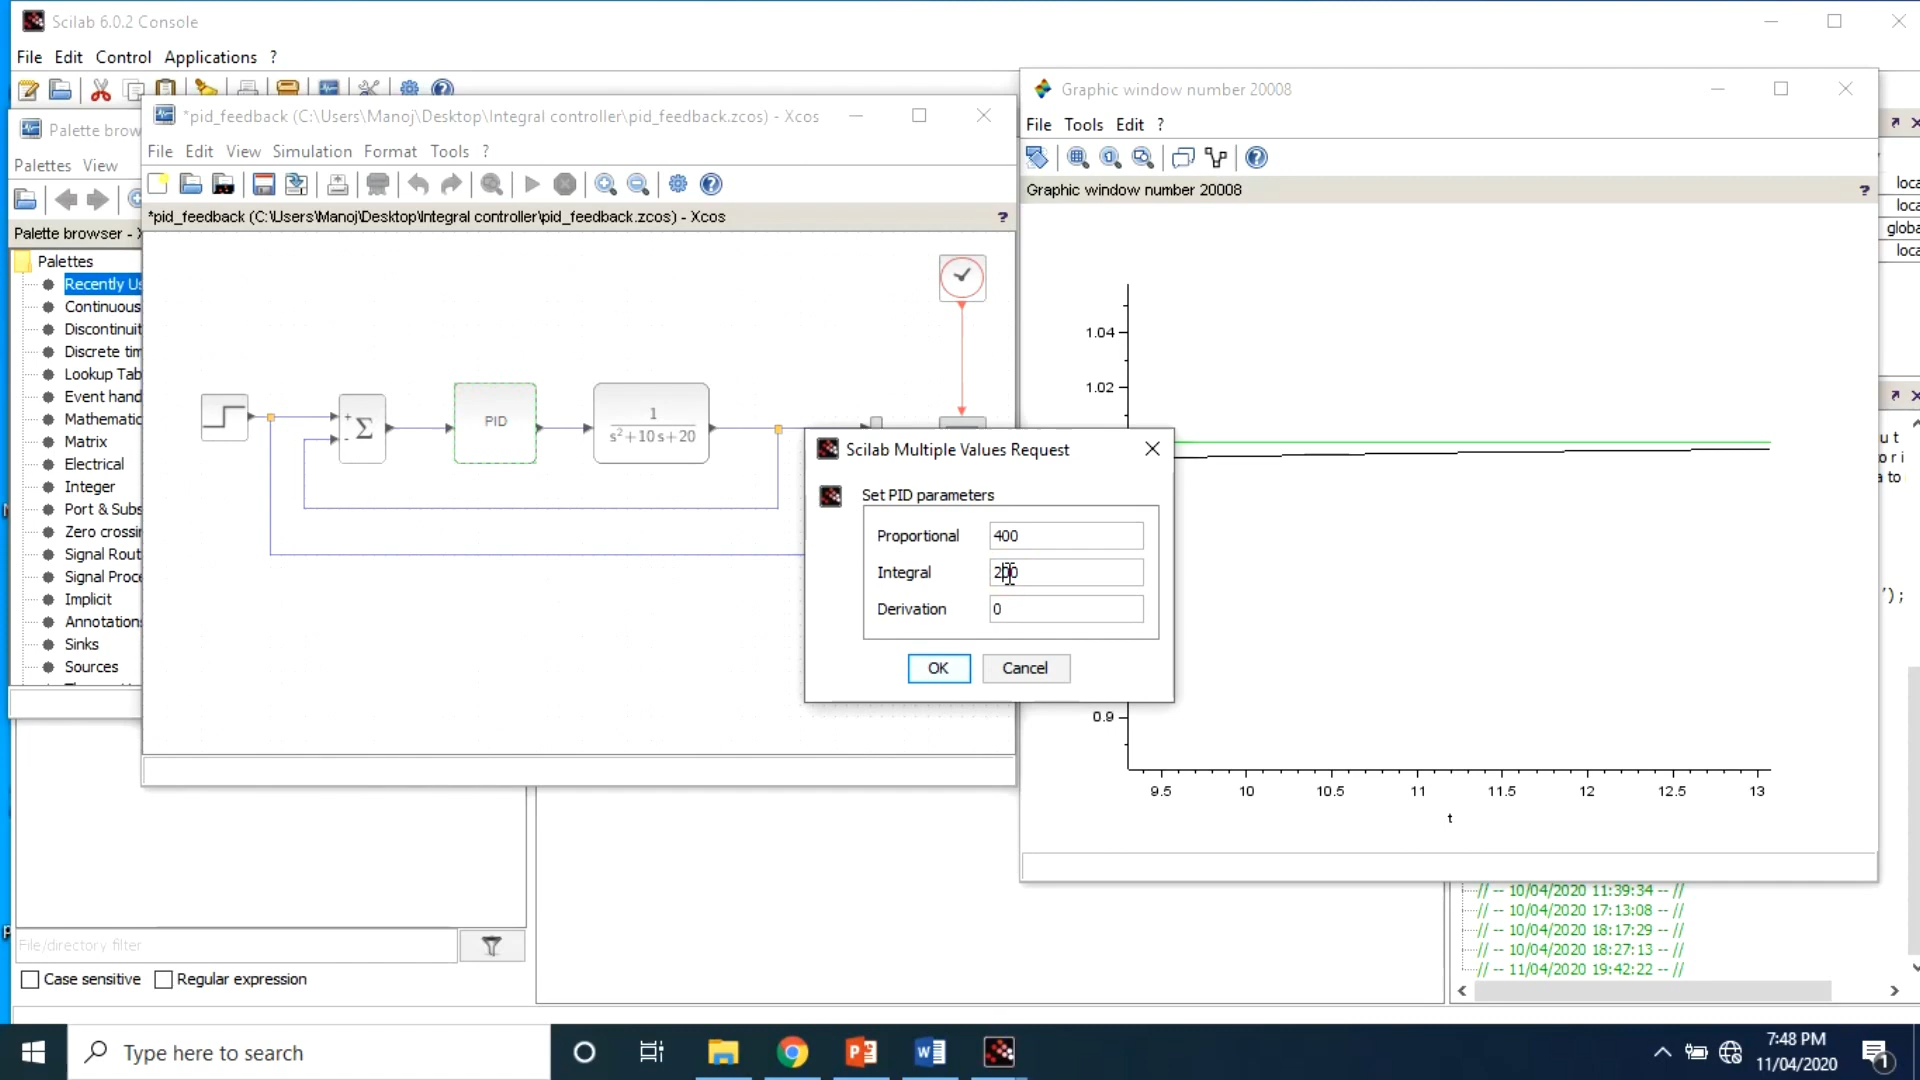 Scilab 6.0.2 Console
File Edit Control Applications ?
Palette brow
Palettes View
Palette browser - X
Palettes
Recently Us
Continuous
Discontinuit
Discrete tim
Lookup Tab
Event hand
Mathematic
Matrix
Electrical
Integer
Port & Subs
Zero crossin
Signal Rout
Signal Proce
Implicit
Annotation
Sinks
Sources
*pid_feedback (C:\Users\Manoj\Desktop\Integral controller\pid_feedback.zcos) - Xcos
File Edit View Simulation Format Tools ?
*pid_feedback (C:\Users\Manoj\Desktop\Integral controller\pid_feedback.zcos) - Xcos ?
+
-
Σ
PID
1
s²+10s+20
Graphic window number 20008
File Tools Edit ?
Graphic window number 20008 ?
1.04
1.02
0.9
9.5 10 10.5 11 11.5 12 12.5 13
t
Scilab Multiple Values Request
Set PID parameters
Proportional 400
Integral 200
Derivation 0
OK Cancel
loca
loca
globa
loca
u t
o r i
a to
');
// -- 10/04/2020 11:39:34 -- //
// -- 10/04/2020 17:13:08 -- //
// -- 10/04/2020 18:17:29 -- //
// -- 10/04/2020 18:27:13 -- //
// -- 11/04/2020 19:42:22 -- //
File/directory filter
Case sensitive Regular expression
Type here to search
7:48 PM
11/04/2020
1